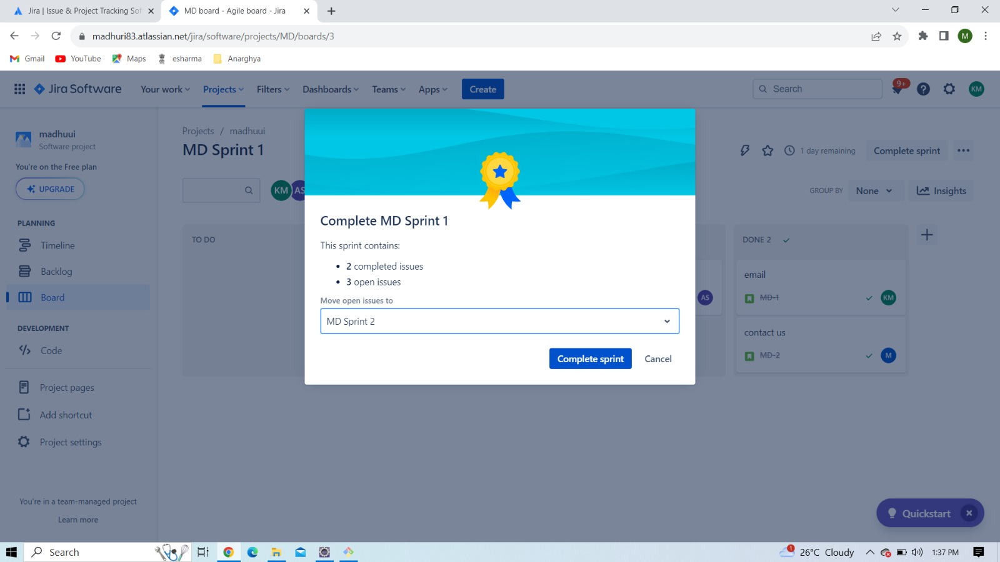 Jira | Issue & Project Tracking Sof
MD board - Agile board - Jira
madhuri83.atlassian.net/jira/software/projects/MD/boards/3
M
Gmail
YouTube
Maps
esharma
Anarghya
Jira Software
Your work
Projects
Filters
Dashboards
Teams
Apps
Create
Search
9+
KM
madhuui
Software project
You're on the Free plan
UPGRADE
PLANNING
Timeline
Backlog
Board
DEVELOPMENT
Code
Project pages
Add shortcut
Project settings
You're in a team-managed project
Learn more
Projects / madhuui
MD Sprint 1
1 day remaining
Complete sprint
KM
AS
GROUP BY
None
Insights
TO DO
AS
DONE 2
email
MD-1
KM
contact us
MD-2
M
Complete MD Sprint 1
This sprint contains:
2 completed issues
3 open issues
Move open issues to
MD Sprint 2
Complete sprint
Cancel
Quickstart
Search
1
26°C Cloudy
1:37 PM